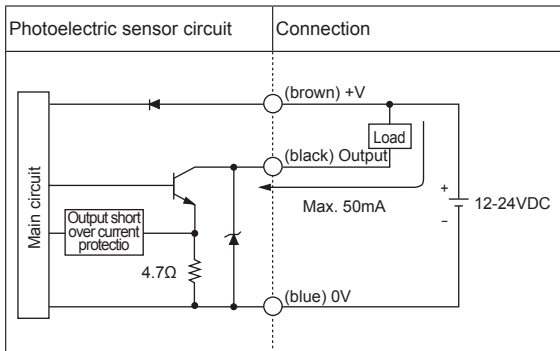 Photoelectric sensor circuit
Connection
(brown) +V
Load
(black) Output
Max. 50mA
+
12-24VDC
−
Main circuit
Output short
over current
protectio
4.7Ω
(blue) 0V